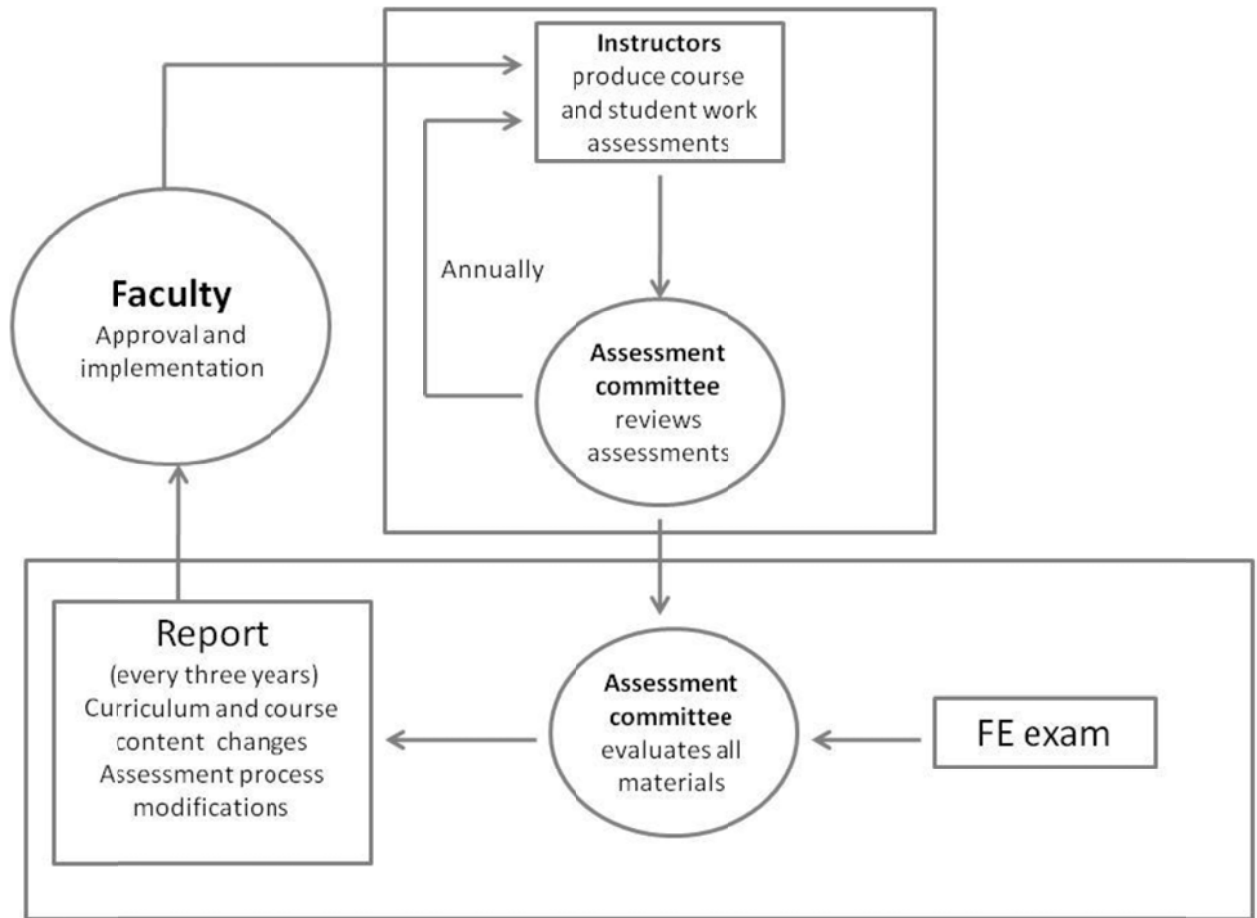 Instructors
produce course
and student work
assessments
Annually
Faculty
Approval and
implementation
Assessment
committee
reviews
assessments
Report
(every three years)
Curriculum and course
content changes
Assessment process
modifications
Assessment
committee
evaluates all
materials
FE exam